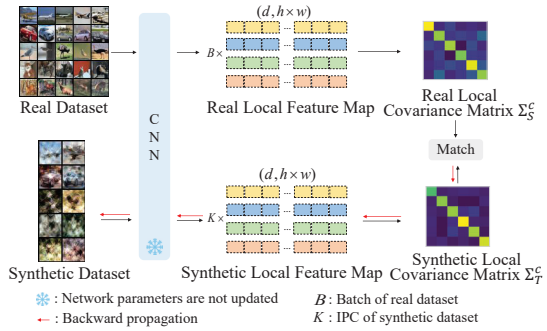 (d, h×w)
B×
Real Dataset
Real Local Feature Map
Real Local
Covariance Matrix Σ_S^c
C
N
N
Match
(d, h×w)
K×
Synthetic Dataset
Synthetic Local Feature Map
Synthetic Local
Covariance Matrix Σ_T^c
: Network parameters are not updated
B: Batch of real dataset
: Backward propagation
K : IPC of synthetic dataset